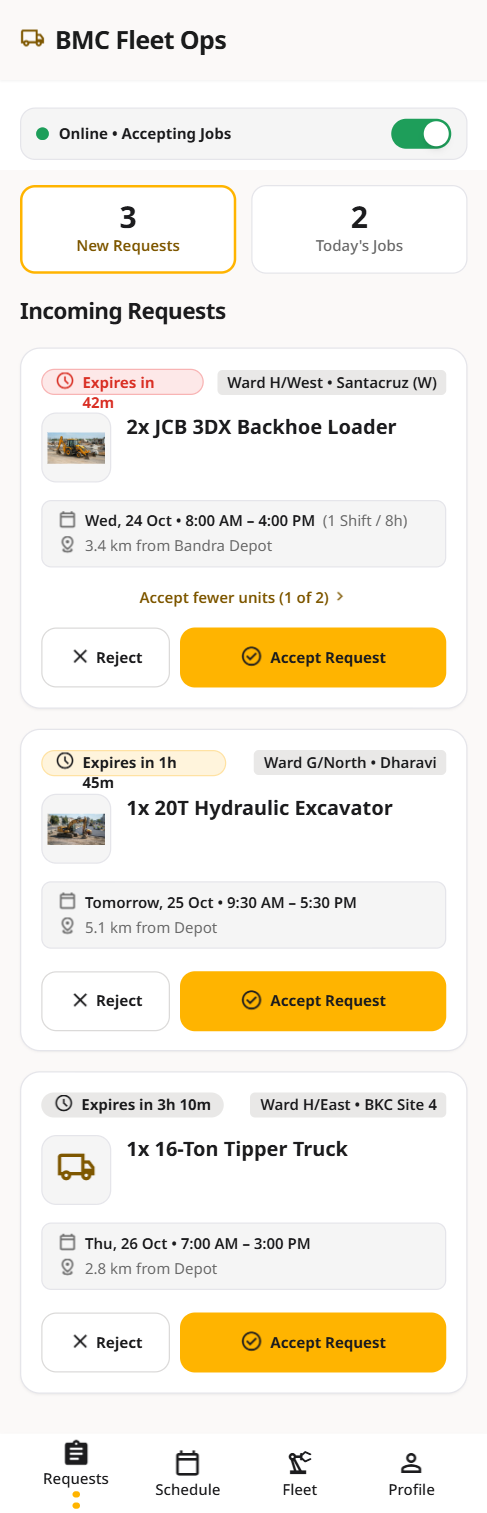 BMC Fleet Ops
Online • Accepting Jobs
3
New Requests
2
Today's Jobs
Incoming Requests
Expires in
42m
Ward H/West • Santacruz (W)
2x JCB 3DX Backhoe Loader
Wed, 24 Oct • 8:00 AM – 4:00 PM (1 Shift / 8h)
3.4 km from Bandra Depot
Accept fewer units (1 of 2)
Reject
Accept Request
Expires in 1h
45m
Ward G/North • Dharavi
1x 20T Hydraulic Excavator
Tomorrow, 25 Oct • 9:30 AM – 5:30 PM
5.1 km from Depot
Reject
Accept Request
Expires in 3h 10m
Ward H/East • BKC Site 4
1x 16-Ton Tipper Truck
Thu, 26 Oct • 7:00 AM – 3:00 PM
2.8 km from Depot
Reject
Accept Request
Requests
Schedule
Fleet
Profile